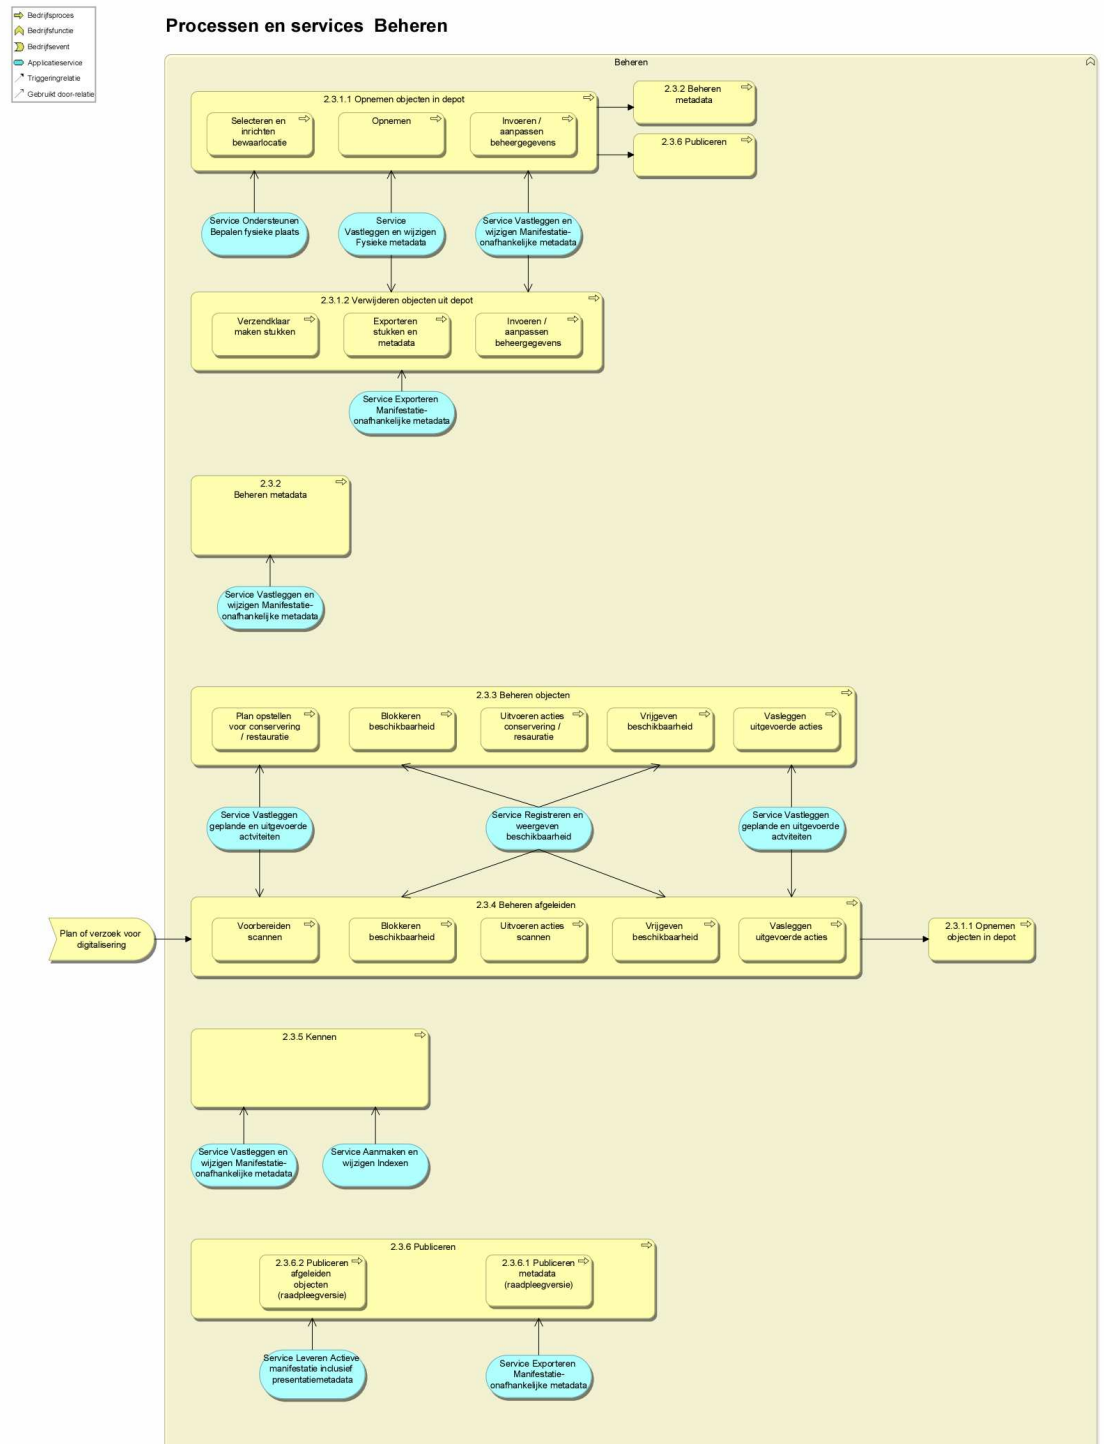 Bedrijfsproces
Bedrijfsfunctie
Bedrijfsevent
Applicatieservice
Triggeringrelatie
Gebruikt door-relatie
Processen en services Beheren
Beheren
2.3.1.1 Opnemen objecten in depot
Selecteren en
inrichten
bewaarlocatie
Opnemen
Invoeren /
aanpassen
beheergegevens
2.3.2 Beheren
metadata
2.3.6 Publiceren
Service Ondersteunen
Bepalen fysieke plaats
Service
Vastleggen en wijzigen
Fysieke metadata
Service Vastleggen en
wijzigen Manifestatie-
onafhankelijke metadata
2.3.1.2 Verwijderen objecten uit depot
Verzendklaar
maken stukken
Exporteren
stukken en
metadata
Invoeren /
aanpassen
beheergegevens
Service Exporteren
Manifestatie-
onafhankelijke metadata
2.3.2
Beheren metadata
Service Vastleggen en
wijzigen Manifestatie-
onafhankelijke metadata
2.3.3 Beheren objecten
Plan opstellen
voor conservering
/ restauratie
Blokkeren
beschikbaarheid
Uitvoeren acties
conservering /
resauratie
Vrijgeven
beschikbaarheid
Vasleggen
uitgevoerde acties
Service Vastleggen
geplande en uitgevoerde
actviteiten
Service Registreren en
weergeven
beschikbaarheid
Service Vastleggen
geplande en uitgevoerde
actviteiten
Plan of verzoek voor
digitalisering
2.3.4 Beheren afgeleiden
Voorbereiden
scannen
Blokkeren
beschikbaarheid
Uitvoeren acties
scannen
Vrijgeven
beschikbaarheid
Vasleggen
uitgevoerde acties
2.3.1.1 Opnemen
objecten in depot
2.3.5 Kennen
Service Vastleggen en
wijzigen Manifestatie-
onafhankelijke metadata
Service Aanmaken en
wijzigen Indexen
2.3.6 Publiceren
2.3.6.2 Publiceren
afgeleiden
objecten
(raadpleegversie)
2.3.6.1 Publiceren
metadata
(raadpleegversie)
Service Leveren Actieve
manifestatie inclusief
presentatiemetadata
Service Exporteren
Manifestatie-
onafhankelijke metadata